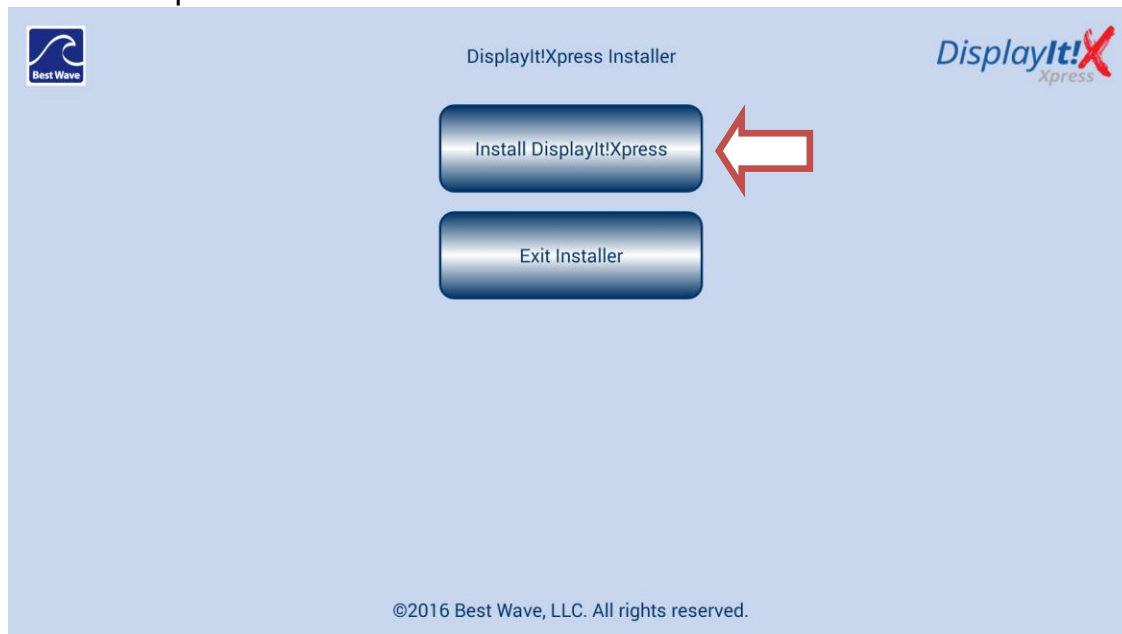 Best Wave
DisplayIt!Xpress Installer
DisplayIt!X
Xpress
Install DisplayIt!Xpress
Exit Installer
©2016 Best Wave, LLC. All rights reserved.